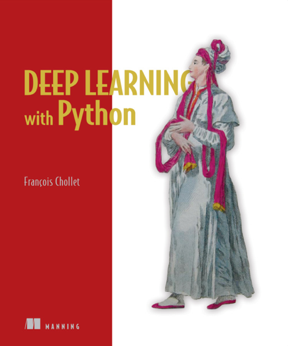 DEEP LEARNING
with Python
François Chollet
MANNING